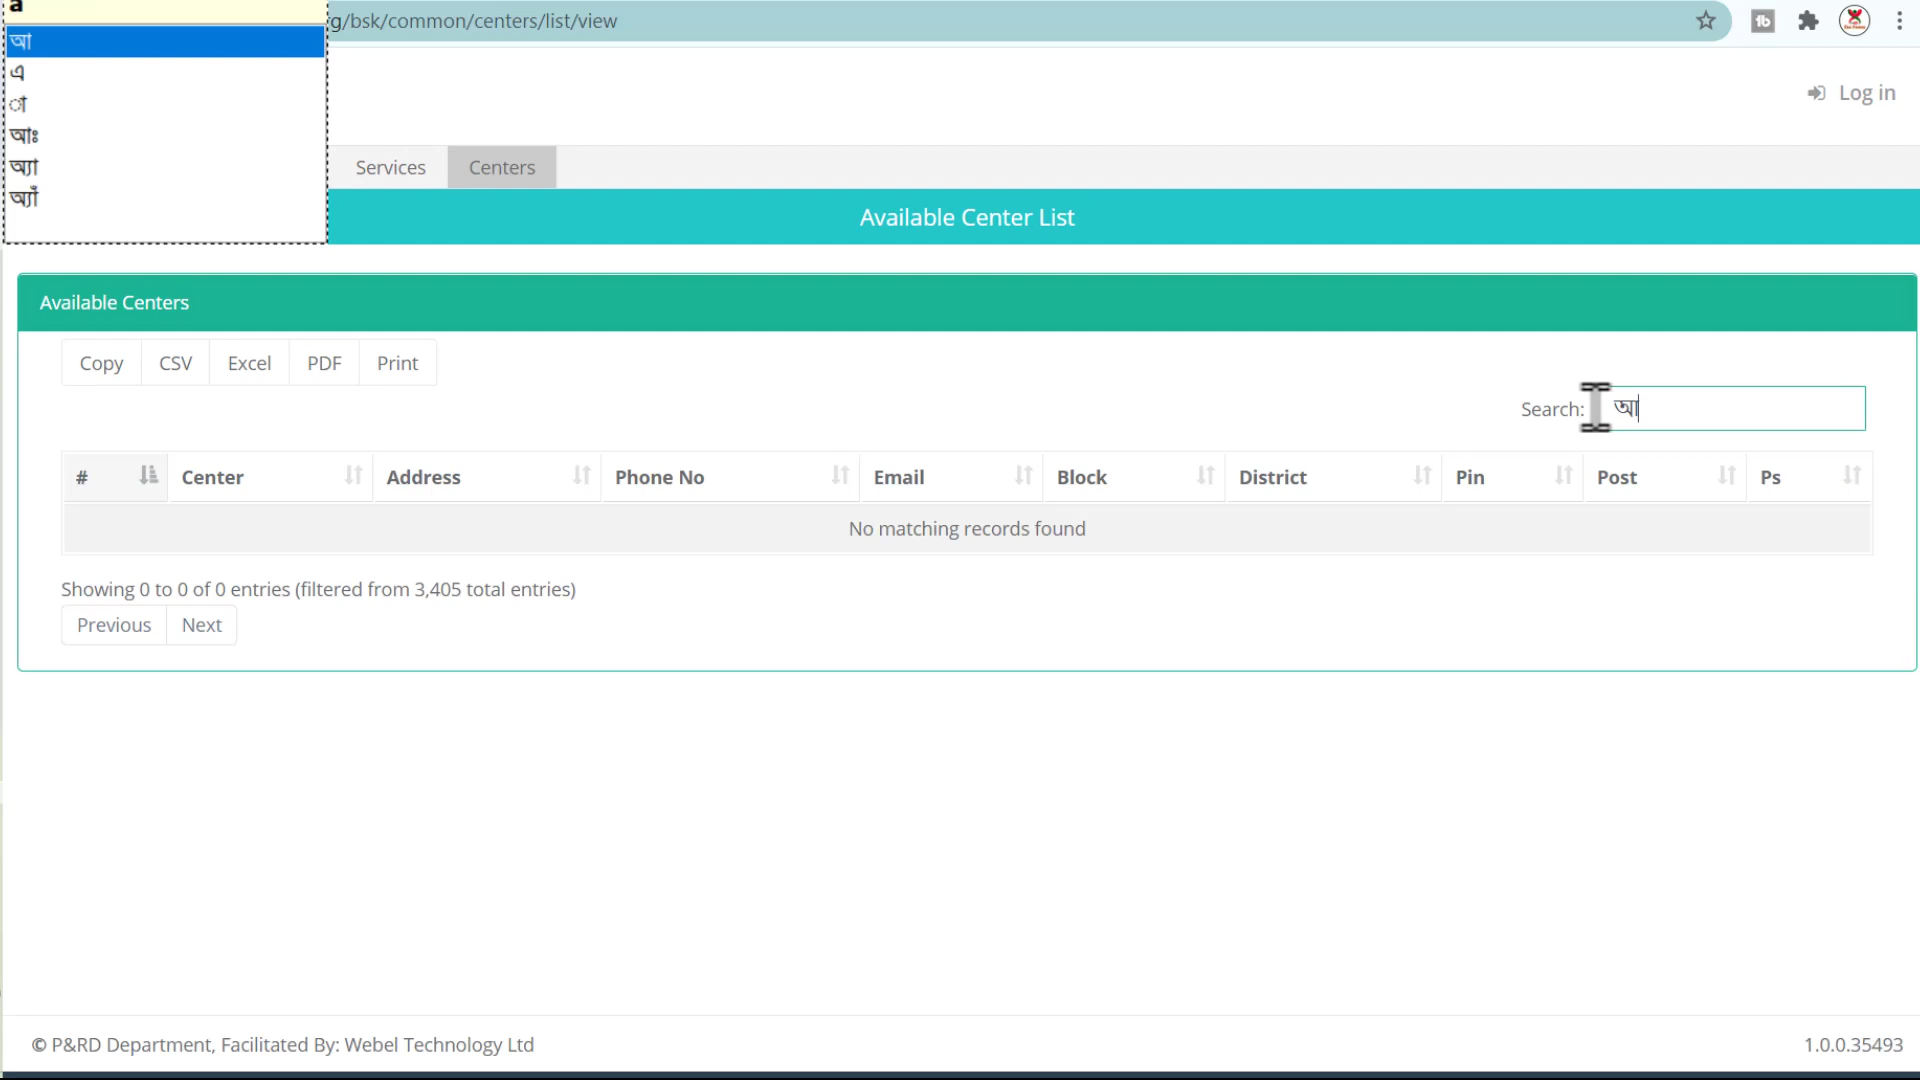 a
g/bsk/common/centers/list/view
আ
এ
া
আঃ
অ্যা
অ্যাঁ
Log in
Services Centers
Available Center List
Available Centers
Copy CSV Excel PDF Print
Search: আ
# Center Address Phone No Email Block District Pin Post Ps
No matching records found
Showing 0 to 0 of 0 entries (filtered from 3,405 total entries)
Previous Next
© P&RD Department, Facilitated By: Webel Technology Ltd 1.0.0.35493